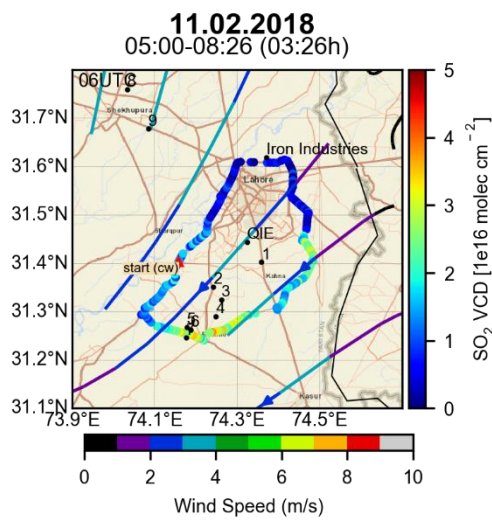 11.02.2018
05:00-08:26 (03:26h)
06UTC
8
Shekhupura
9
Iron Industries
Lahore
QIE
1
start (cw)
Kahna
2
3
4
5
6
Kasur
31.7°N
31.6°N
31.5°N
31.4°N
31.3°N
31.2°N
31.1°N
73.9°E
74.1°E
74.3°E
74.5°E
5
4
3
2
1
0
SO₂ VCD [1e16 molec cm⁻²]
0 2 4 6 8 10
Wind Speed (m/s)